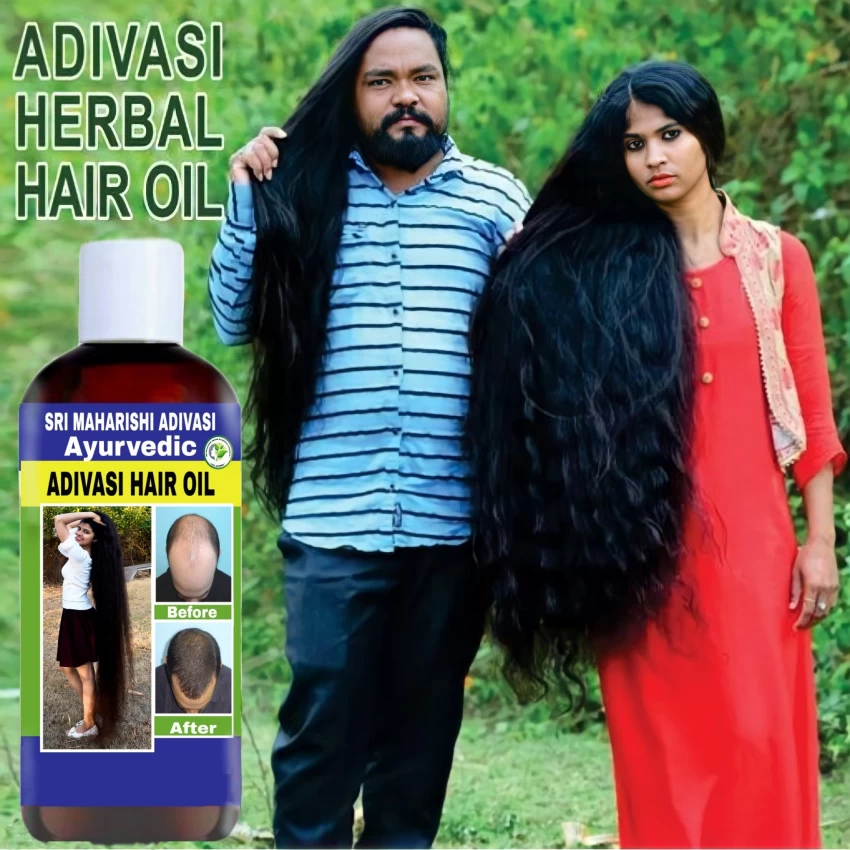 ADIVASI
HERBAL
HAIR OIL
SRI MAHARISHI ADIVASI
Ayurvedic
ADIVASI HAIR OIL
Before
After